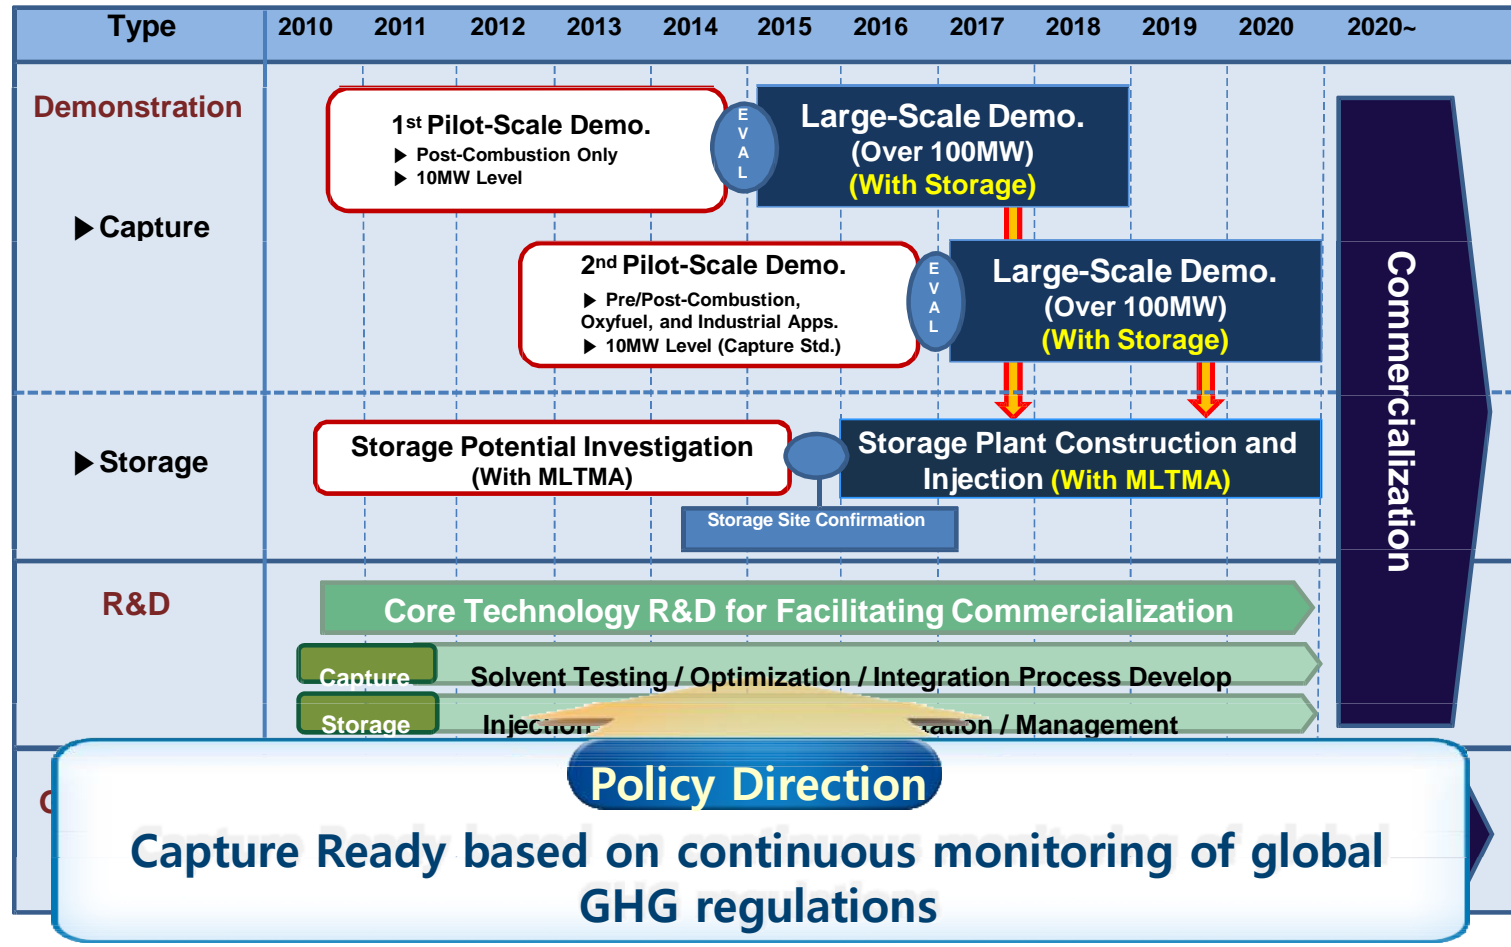 Type 2010 2011 2012 2013 2014 2015 2016 2017 2018 2019 2020 2020~
Demonstration
▶ Capture
1st Pilot-Scale Demo.
▶ Post-Combustion Only
▶ 10MW Level
EVAL
Large-Scale Demo.
(Over 100MW)
(With Storage)
2nd Pilot-Scale Demo.
▶ Pre/Post-Combustion,
Oxyfuel, and Industrial Apps.
▶ 10MW Level (Capture Std.)
EVAL
Large-Scale Demo.
(Over 100MW)
(With Storage)
Commercialization
▶ Storage
Storage Potential Investigation
(With MLTMA)
Storage Plant Construction and
Injection (With MLTMA)
Storage Site Confirmation
R&D
Core Technology R&D for Facilitating Commercialization
Capture Solvent Testing / Optimization / Integration Process Develop
Storage Injection / Management
Policy Direction
Capture Ready based on continuous monitoring of global
GHG regulations